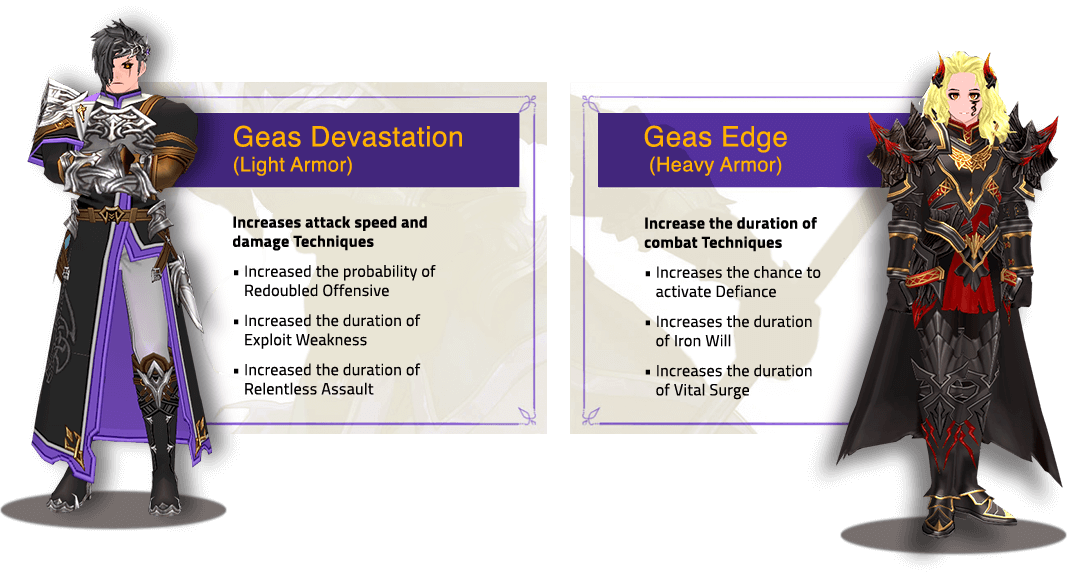 Geas Devastation
(Light Armor)
Increases attack speed and
damage Techniques
▪ Increased the probability of
Redoubled Offensive
▪ Increased the duration of
Exploit Weakness
▪ Increased the duration of
Relentless Assault
Geas Edge
(Heavy Armor)
Increase the duration of
combat Techniques
▪ Increases the chance to
activate Defiance
▪ Increases the duration
of Iron Will
▪ Increases the duration
of Vital Surge